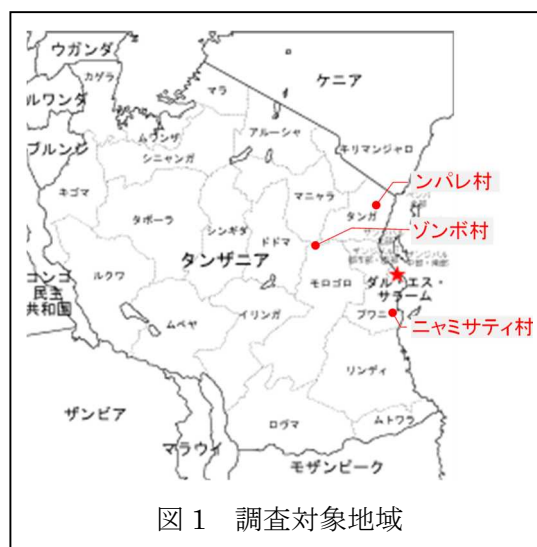 ウガンダ
カゲラ
ケニア
マラ
ルワンダ
ムワンザ
アルーシャ
キリマンジャロ
ブルンジ
シニャンガ
ンパレ村
マニャラ
キゴマ
タンガ
タボーラ
シンギダ
ドドマ
ゾンボ村
タンザニア
モロゴロ
コンゴ
民主
共和国
ルクワ
ダルエス・
サラーム
イリンガ
プワニ
ムベヤ
ニャミサティ村
リンディ
ザンビア
ロヴマ
ムトワラ
マラウイ
モザンビーク
図 1 調査対象地域